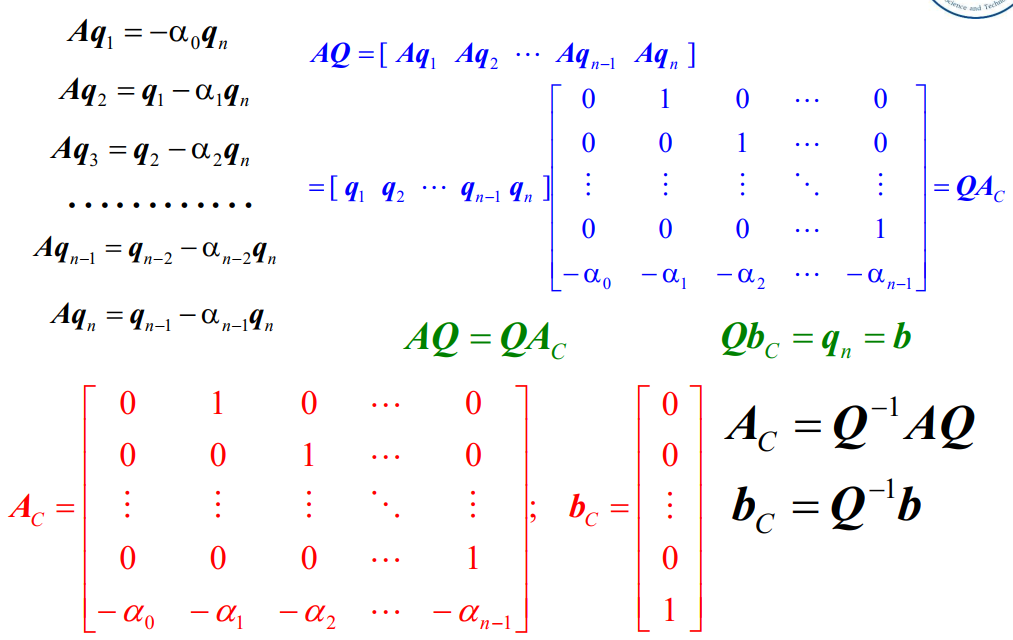 Science and Techn
Aq₁ = −α₀qₙ
Aq₂ = q₁ − α₁qₙ
Aq₃ = q₂ − α₂qₙ
············
Aqₙ₋₁ = qₙ₋₂ − αₙ₋₂qₙ
Aqₙ = qₙ₋₁ − αₙ₋₁qₙ
AQ = [ Aq₁ Aq₂ ⋯ Aqₙ₋₁ Aqₙ ]
= [ q₁ q₂ ⋯ qₙ₋₁ qₙ ] [
0 1 0 ⋯ 0
0 0 1 ⋯ 0
⋮ ⋮ ⋮ ⋱ ⋮
0 0 0 ⋯ 1
−α₀ −α₁ −α₂ ⋯ −αₙ₋₁
] = QA_C
AQ = QA_C
Qb_C = qₙ = b
A_C = [
0 1 0 ⋯ 0
0 0 1 ⋯ 0
⋮ ⋮ ⋮ ⋱ ⋮
0 0 0 ⋯ 1
−α₀ −α₁ −α₂ ⋯ −αₙ₋₁
];
b_C = [
0
0
⋮
0
1
]
A_C = Q⁻¹AQ
b_C = Q⁻¹b